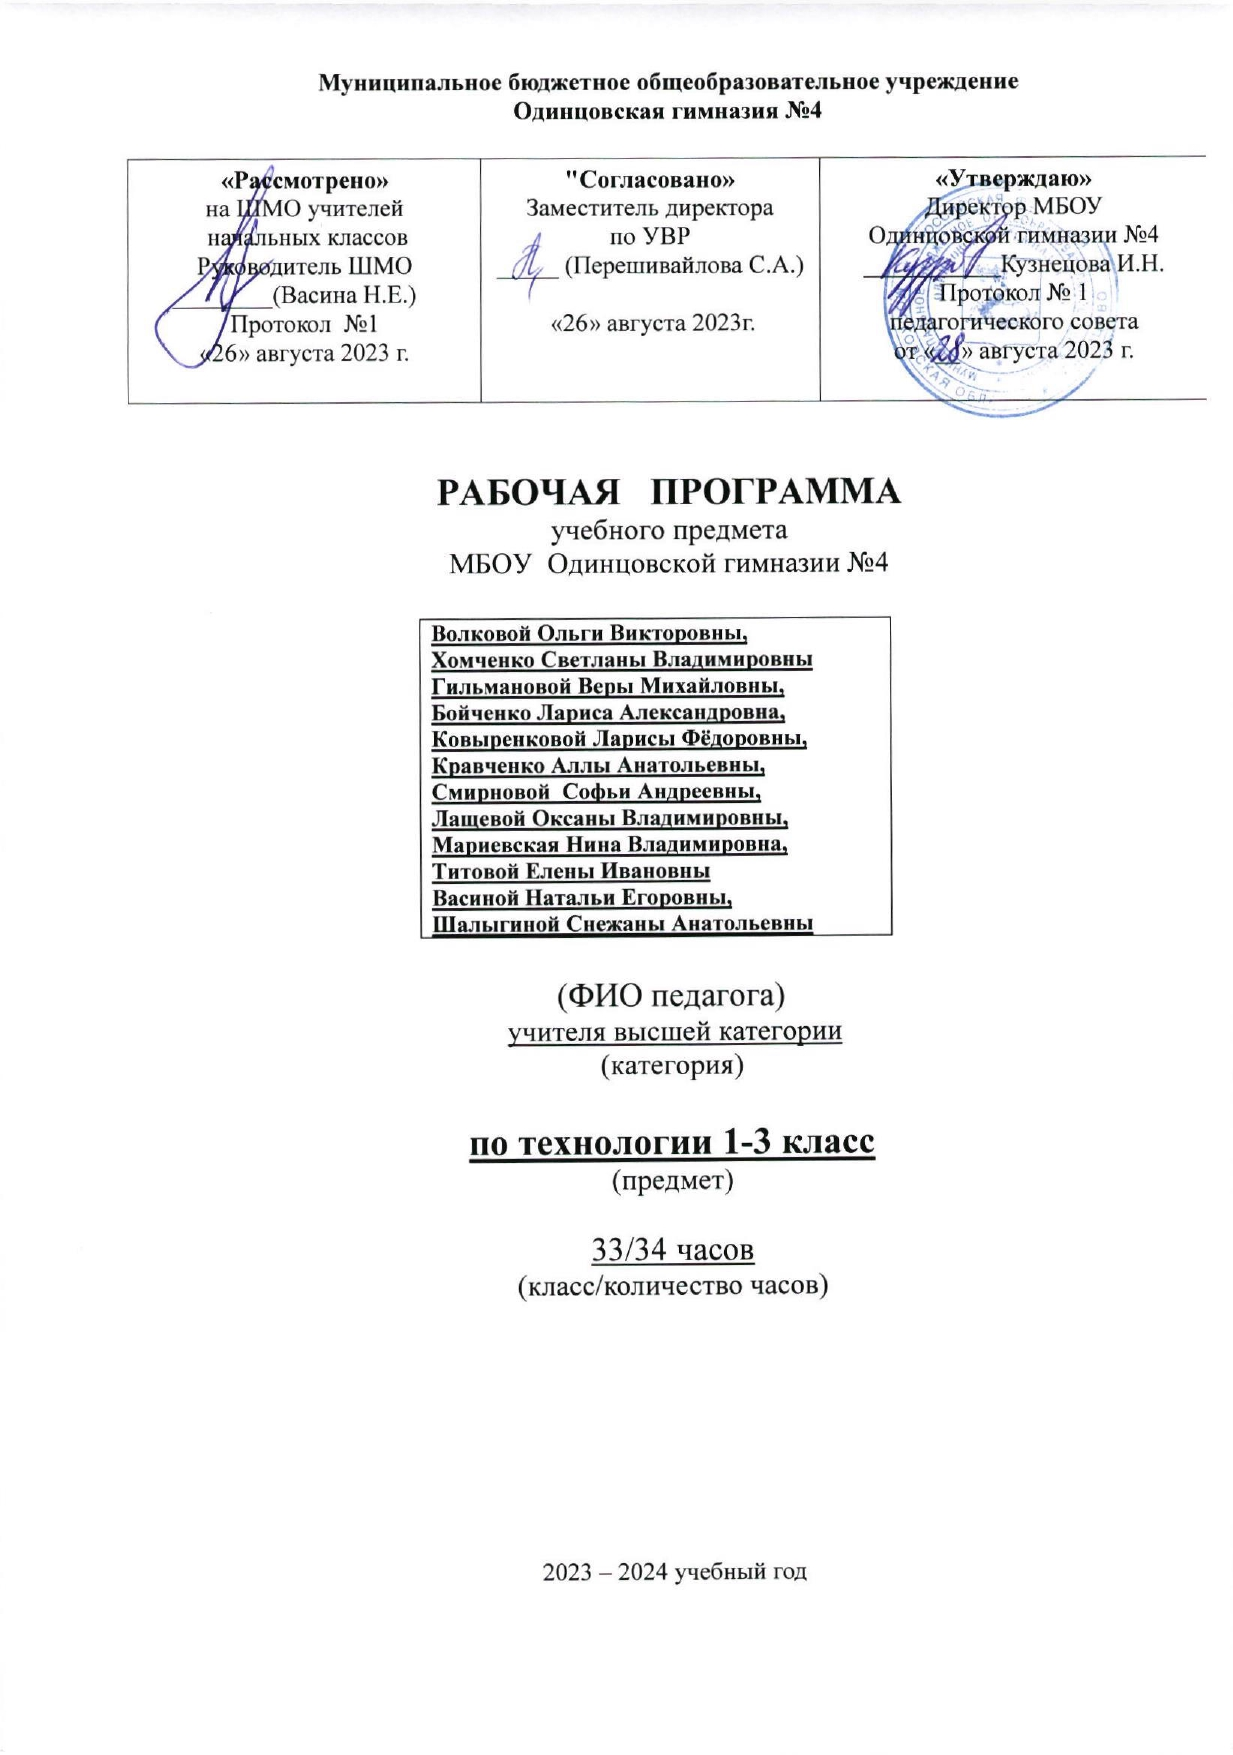 Муниципальное бюджетное общеобразовательное учреждение
Одинцовская гимназия №4
«Рассмотрено»
на ШМО учителей
начальных классов
Руководитель ШМО
________(Васина Н.Е.)
Протокол №1
«26» августа 2023 г.
"Согласовано»
Заместитель директора
по УВР
_____ (Перешивайлова С.А.)
«26» августа 2023г.
«Утверждаю»
Директор МБОУ
Одинцовской гимназии №4
___________Кузнецова И.Н.
Протокол № 1
педагогического совета
от «28» августа 2023 г.
РАБОЧАЯ ПРОГРАММА
учебного предмета
МБОУ Одинцовской гимназии №4
Волковой Ольги Викторовны,
Хомченко Светланы Владимировны
Гильмановой Веры Михайловны,
Бойченко Лариса Александровна,
Ковыренковой Ларисы Фёдоровны,
Кравченко Аллы Анатольевны,
Смирновой Софьи Андреевны,
Лащевой Оксаны Владимировны,
Мариевская Нина Владимировна,
Титовой Елены Ивановны
Васиной Натальи Егоровны,
Шалыгиной Снежаны Анатольевны
(ФИО педагога)
учителя высшей категории
(категория)
по технологии 1-3 класс
(предмет)
33/34 часов
(класс/количество часов)
2023 – 2024 учебный год